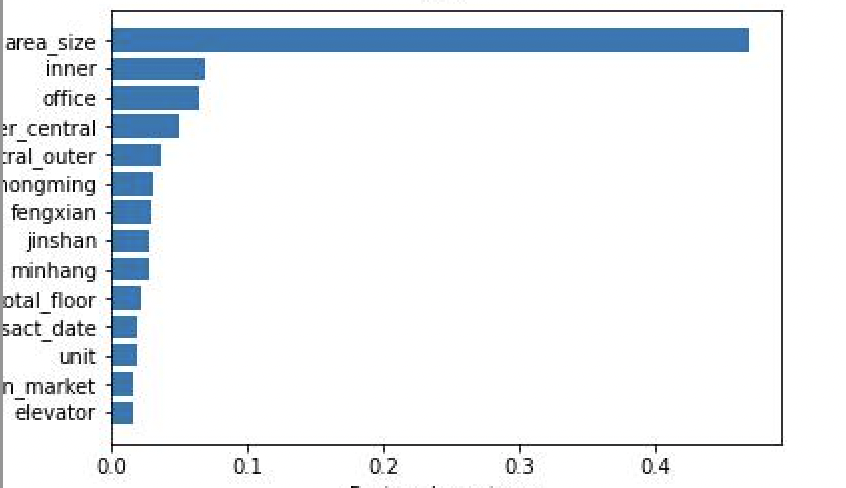 area_size
inner
office
er_central
tral_outer
hongming
fengxian
jinshan
minhang
otal_floor
sact_date
unit
n_market
elevator
0.0 0.1 0.2 0.3 0.4